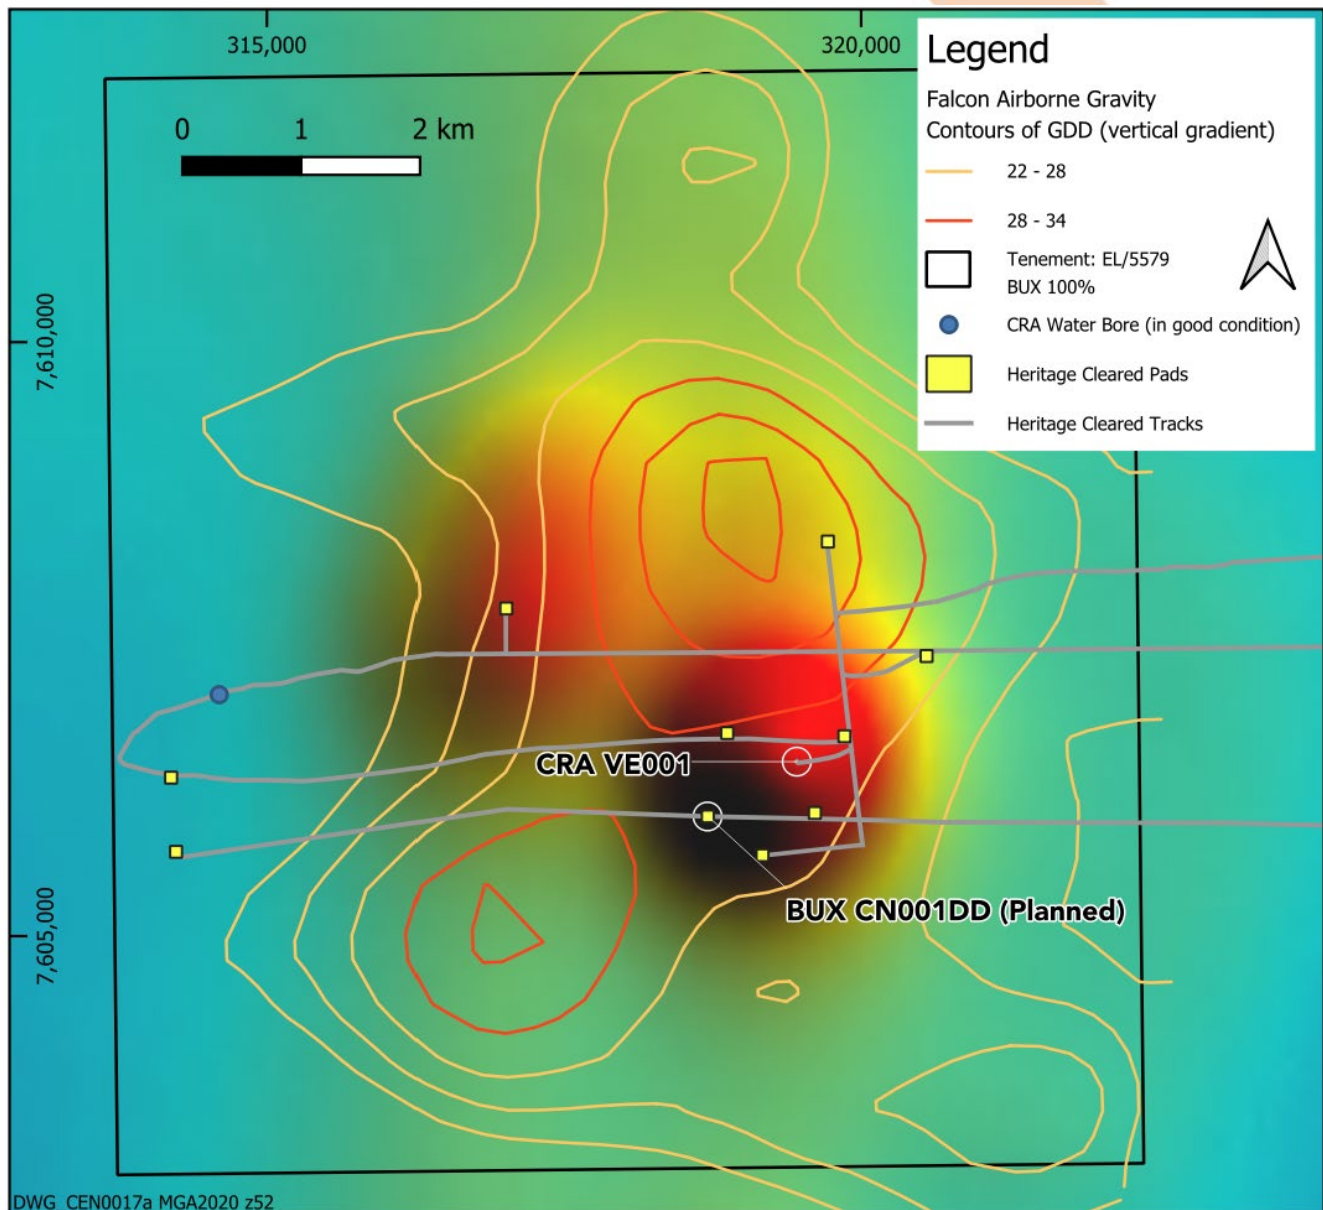 315,000
320,000
0 1 2 km
Legend
Falcon Airborne Gravity
Contours of GDD (vertical gradient)
22 - 28
28 - 34
Tenement: EL/5579
BUX 100%
CRA Water Bore (in good condition)
Heritage Cleared Pads
Heritage Cleared Tracks
7,610,000
CRA VE001
BUX CN001DD (Planned)
7,605,000
DWG_CEN0017a MGA2020 z52